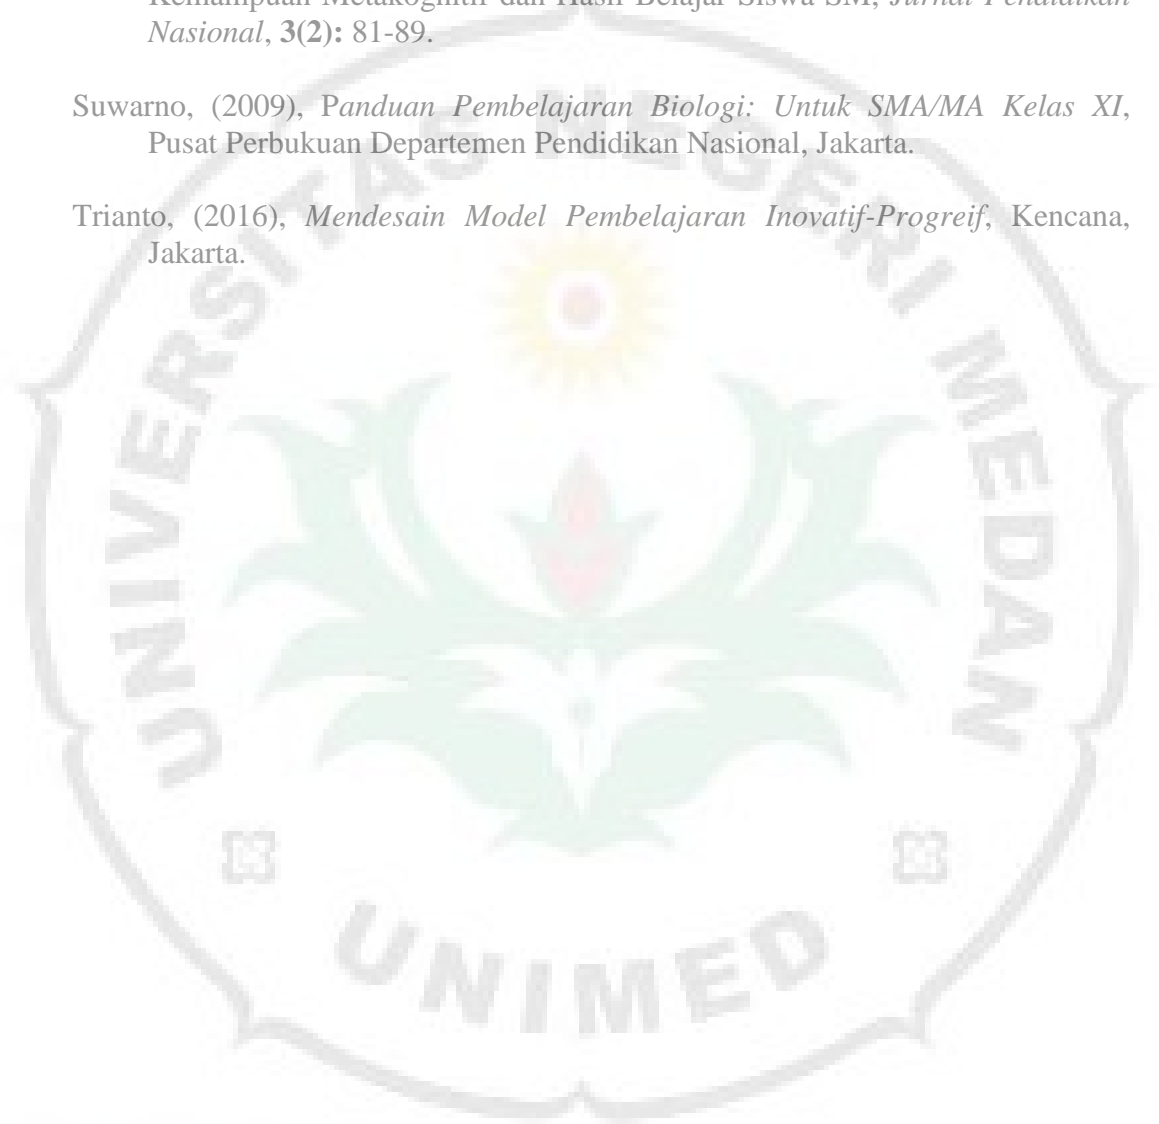 Kemampuan Metakognitif dan Hasil Belajar Siswa SM, Jurnal Pendidikan
Nasional, 3(2): 81-89.
Suwarno, (2009), Panduan Pembelajaran Biologi: Untuk SMA/MA Kelas XI,
Pusat Perbukuan Departemen Pendidikan Nasional, Jakarta.
Trianto, (2016), Mendesain Model Pembelajaran Inovatif-Progreif, Kencana,
Jakarta.
UNIVERSITAS NEGERI MEDAN
UNIMED